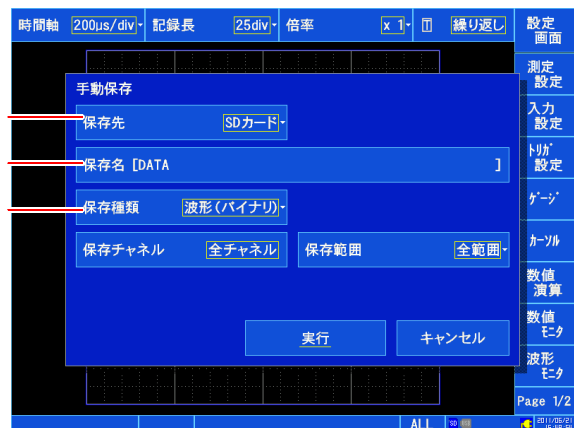 時間軸 200μs/div 記録長 25div 倍率 x 1 T 繰り返し
設定
画面
測定
設定
入力
設定
ﾄﾘｶﾞ
設定
ｹﾞｰｼﾞ
ｶｰｿﾙ
数値
演算
数値
ﾓﾆﾀ
波形
ﾓﾆﾀ
Page 1/2
手動保存
保存先 SDカード
保存名 [DATA ]
保存種類 波形(バイナリ)
保存チャネル 全チャネル 保存範囲 全範囲
実行 キャンセル
ALL SD